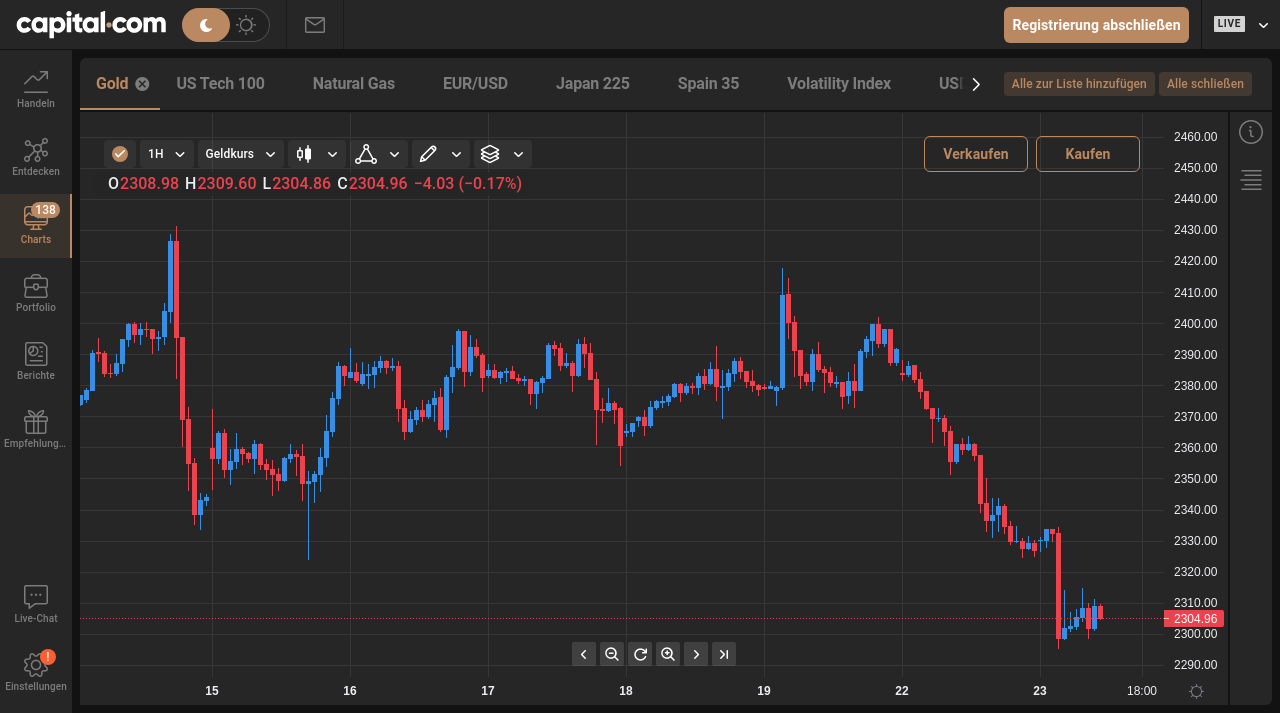 capital.com
Registrierung abschließen
LIVE
Gold
US Tech 100
Natural Gas
EUR/USD
Japan 225
Spain 35
Volatility Index
Alle zur Liste hinzufügen
Alle schließen
Handeln
Entdecken
138
Charts
Portfolio
Berichte
Empfehlung...
Live-Chat
!
Einstellungen
1H
Geldkurs
Verkaufen
Kaufen
O2308.98 H2309.60 L2304.86 C2304.96 −4.03 (−0.17%)
2460.00
2450.00
2440.00
2430.00
2420.00
2410.00
2400.00
2390.00
2380.00
2370.00
2360.00
2350.00
2340.00
2330.00
2320.00
2310.00
2304.96
2300.00
2290.00
15 16 17 18 19 22 23 18:00